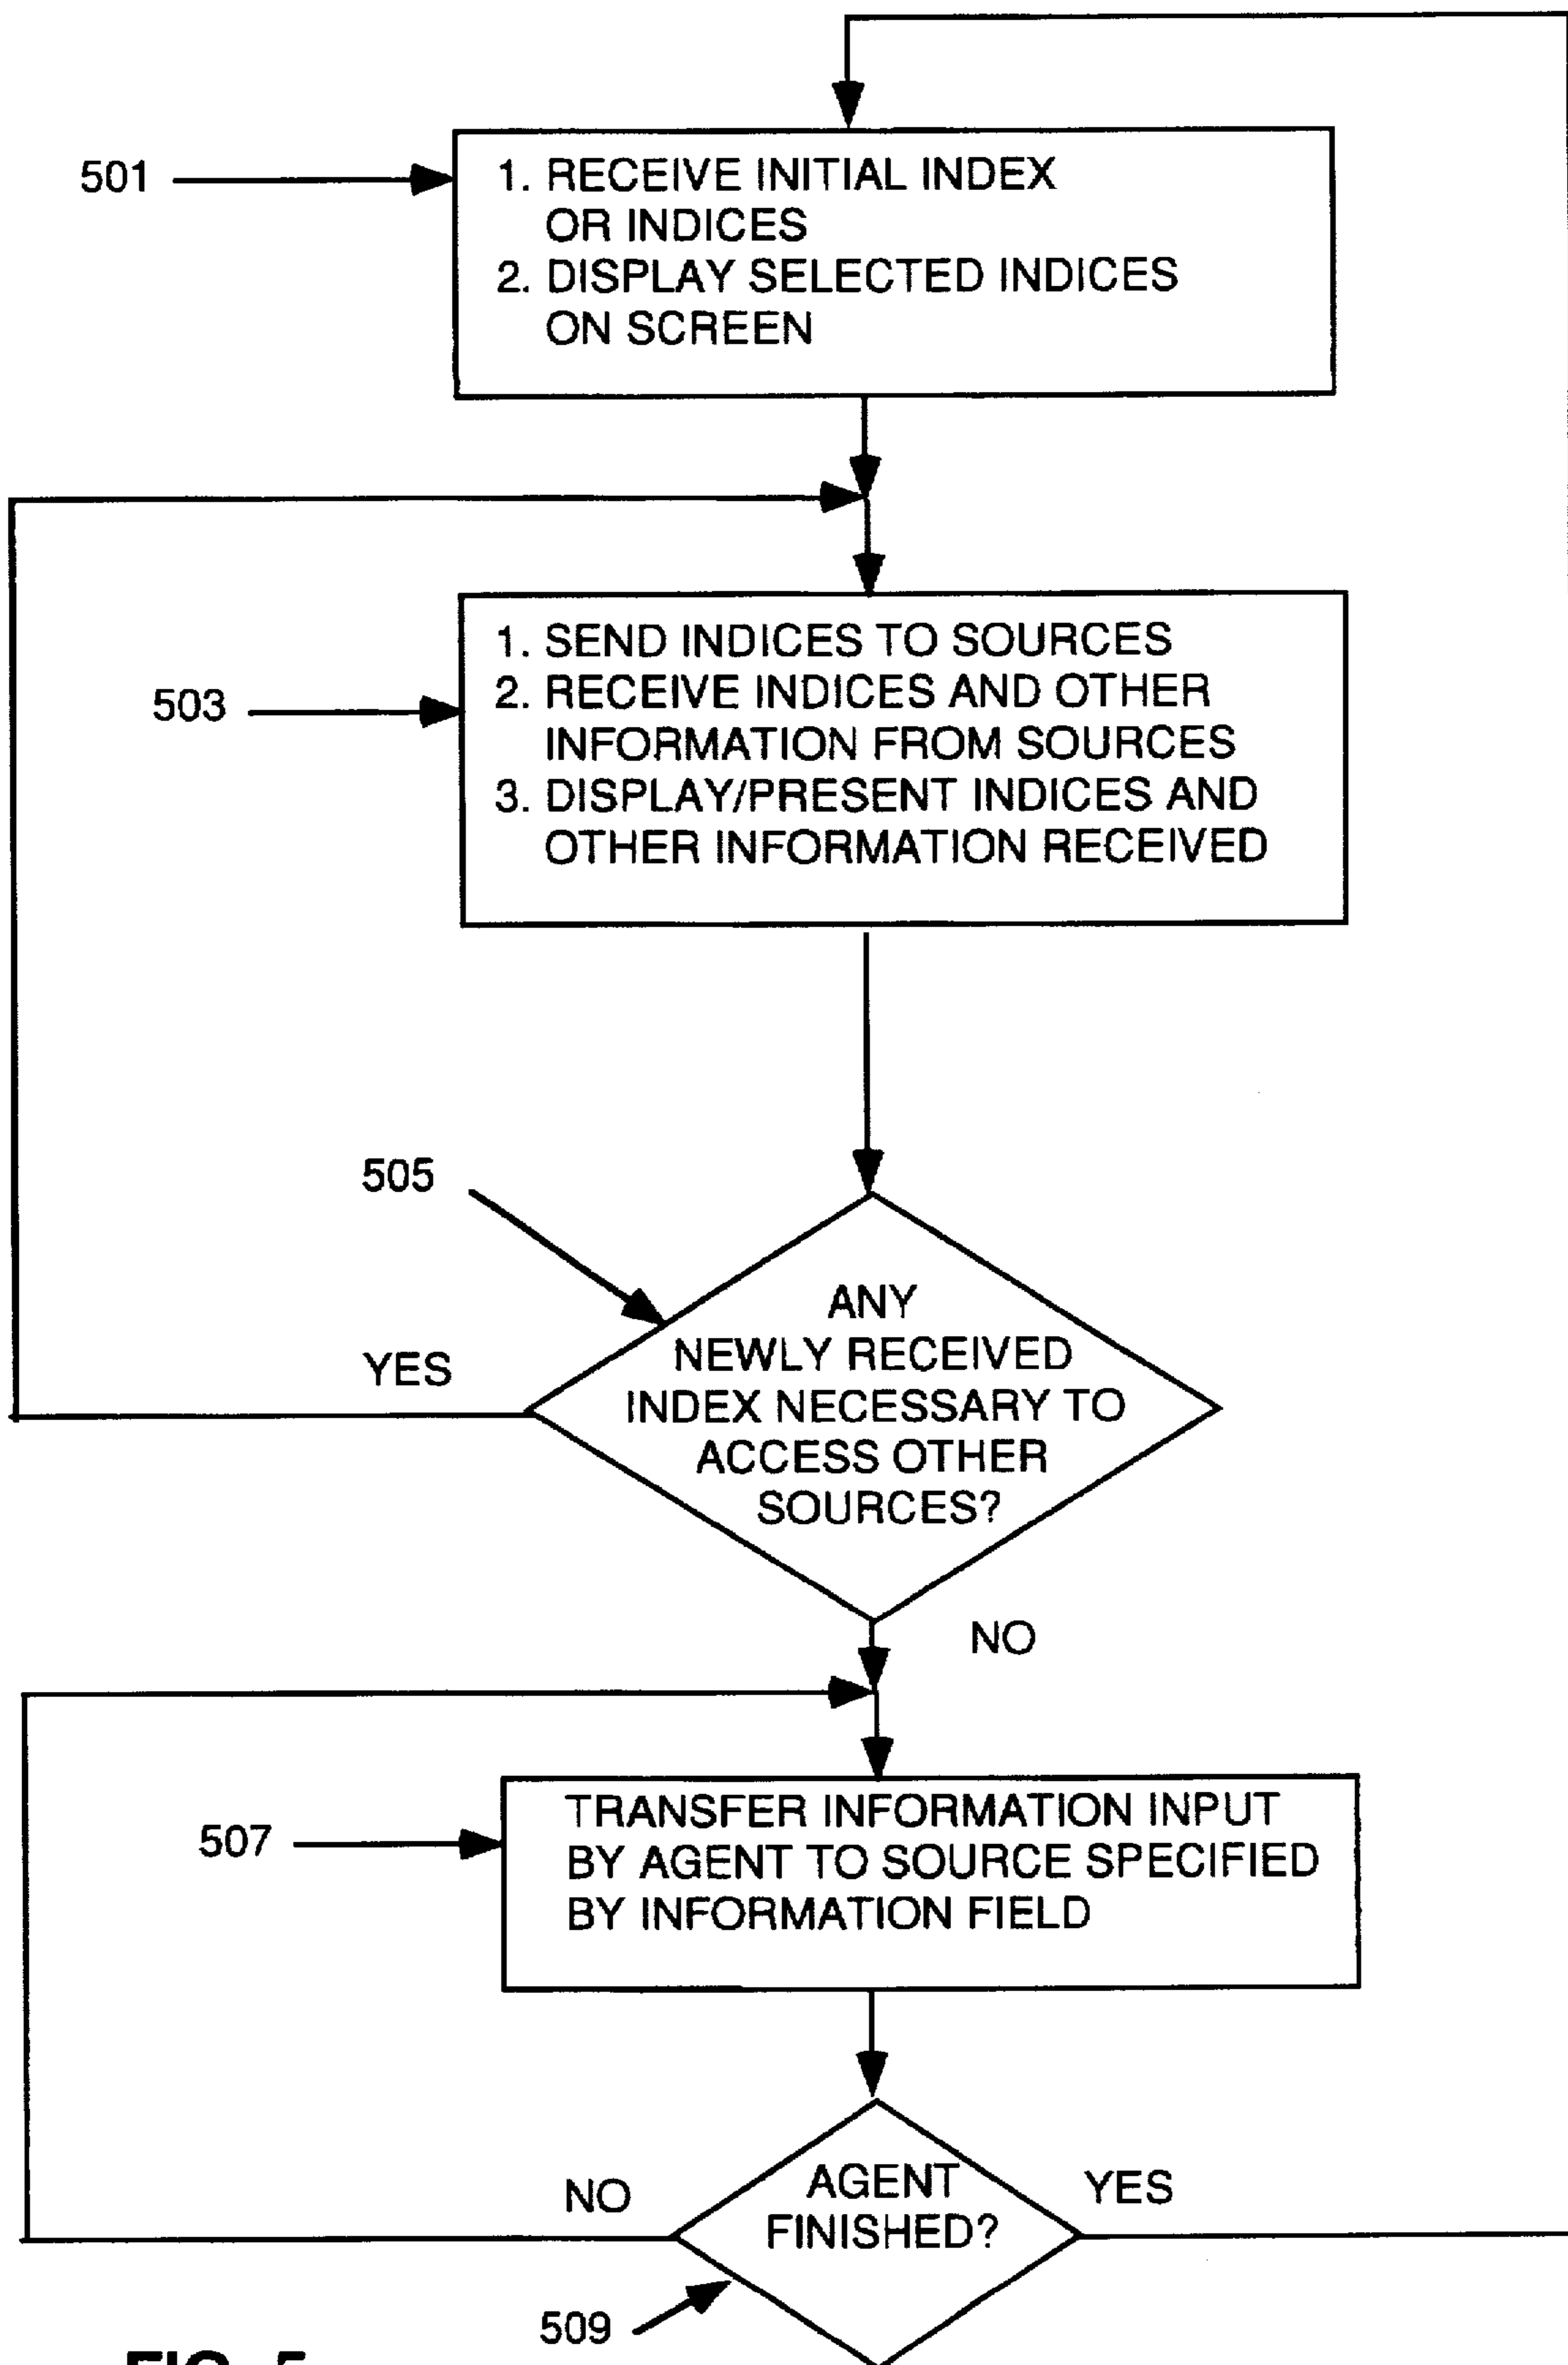 501
1. RECEIVE INITIAL INDEX
OR INDICES
2. DISPLAY SELECTED INDICES
ON SCREEN
503
1. SEND INDICES TO SOURCES
2. RECEIVE INDICES AND OTHER
INFORMATION FROM SOURCES
3. DISPLAY/PRESENT INDICES AND
OTHER INFORMATION RECEIVED
505
ANY
NEWLY RECEIVED
INDEX NECESSARY TO
ACCESS OTHER
SOURCES?
YES
NO
507
TRANSFER INFORMATION INPUT
BY AGENT TO SOURCE SPECIFIED
BY INFORMATION FIELD
NO
AGENT
FINISHED?
YES
509
FIG. 5